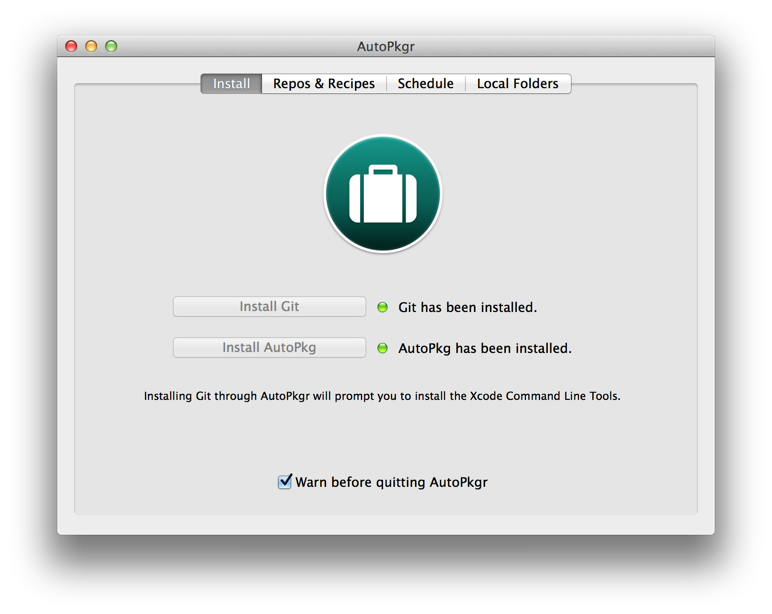 AutoPkgr
Install Repos & Recipes Schedule Local Folders
Install Git Git has been installed.
Install AutoPkg AutoPkg has been installed.
Installing Git through AutoPkgr will prompt you to install the Xcode Command Line Tools.
Warn before quitting AutoPkgr